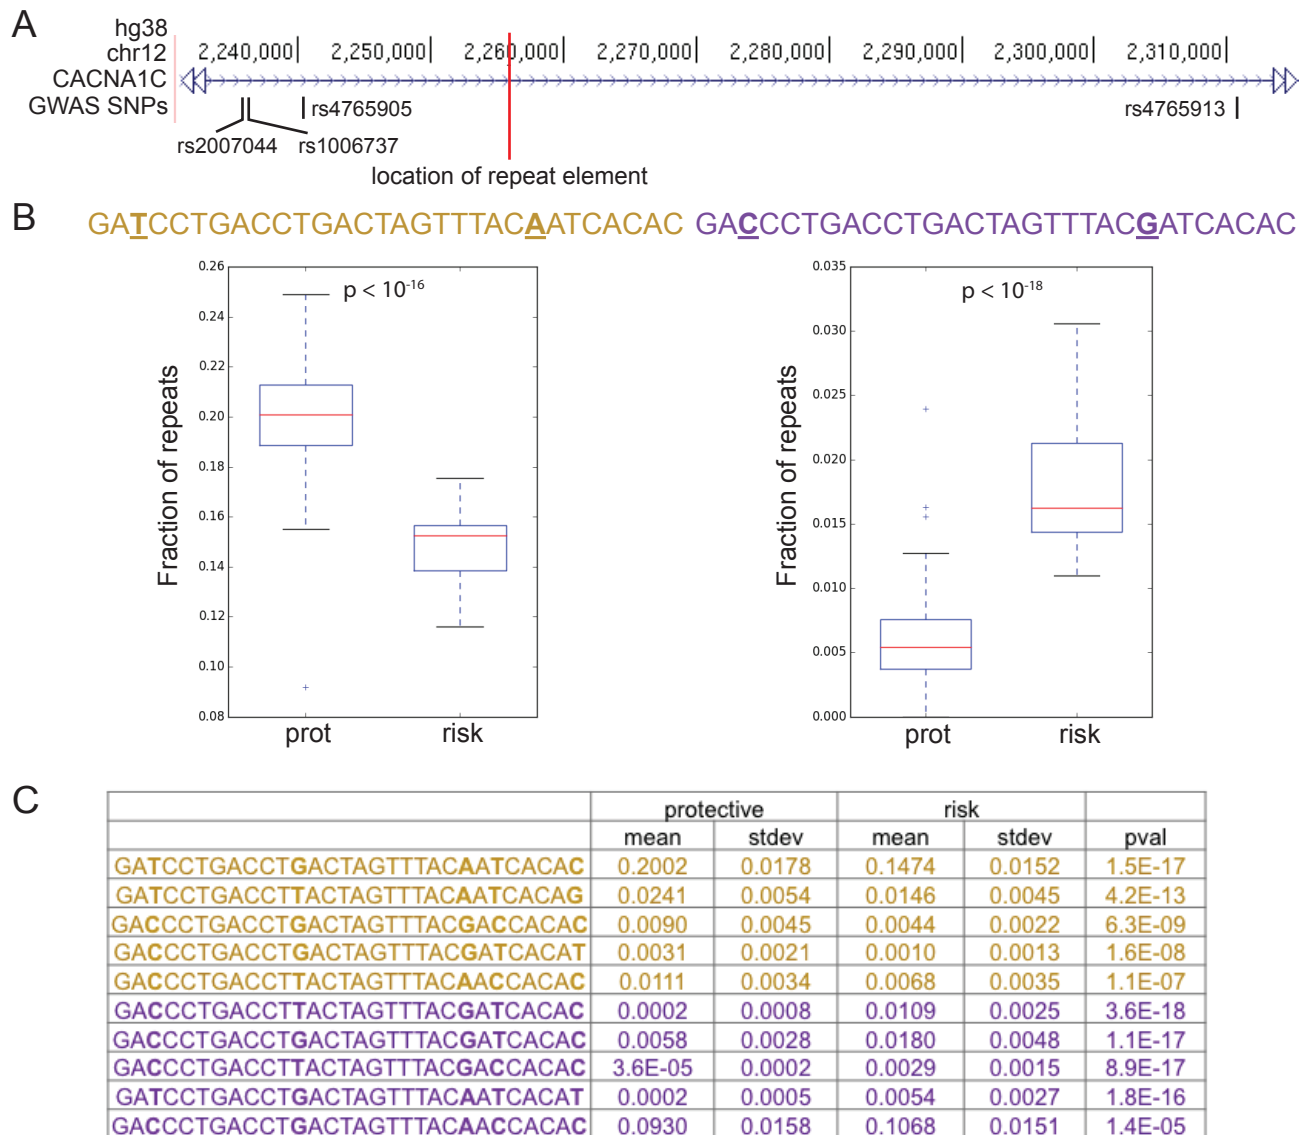 A
hg38
chr12 2,240,000 2,250,000 2,260,000 2,270,000 2,280,000 2,290,000 2,300,000 2,310,000
CACNA1C
GWAS SNPs rs4765905 rs4765913
rs2007044 rs1006737
location of repeat element
B GATCCTGACCTGACTAGTTTACAATCACAC GACCCTGACCTGACTAGTTTACGATCACAC
p < 10-16
0.26
0.24
0.22
0.20
0.18
0.16
0.14
0.12
0.10
0.08
Fraction of repeats
prot risk
p < 10-18
0.035
0.030
0.025
0.020
0.015
0.010
0.005
0.000
Fraction of repeats
prot risk
C
protective risk
mean stdev mean stdev pval
GATCCTGACCTGACTAGTTTACAATCACAC 0.2002 0.0178 0.1474 0.0152 1.5E-17
GATCCTGACCTTACTAGTTTACAATCACAG 0.0241 0.0054 0.0146 0.0045 4.2E-13
GACCCTGACCTGACTAGTTTACGACCACAC 0.0090 0.0045 0.0044 0.0022 6.3E-09
GACCCTGACCTGACTAGTTTACGATCACAT 0.0031 0.0021 0.0010 0.0013 1.6E-08
GACCCTGACCTTACTAGTTTACAACCACAC 0.0111 0.0034 0.0068 0.0035 1.1E-07
GACCCTGACCTTACTAGTTTACGATCACAC 0.0002 0.0008 0.0109 0.0025 3.6E-18
GACCCTGACCTGACTAGTTTACGATCACAC 0.0058 0.0028 0.0180 0.0048 1.1E-17
GACCCTGACCTTACTAGTTTACGACCACAC 3.6E-05 0.0002 0.0029 0.0015 8.9E-17
GATCCTGACCTGACTAGTTTACAATCACAT 0.0002 0.0005 0.0054 0.0027 1.8E-16
GACCCTGACCTGACTAGTTTACAACCACAC 0.0930 0.0158 0.1068 0.0151 1.4E-05